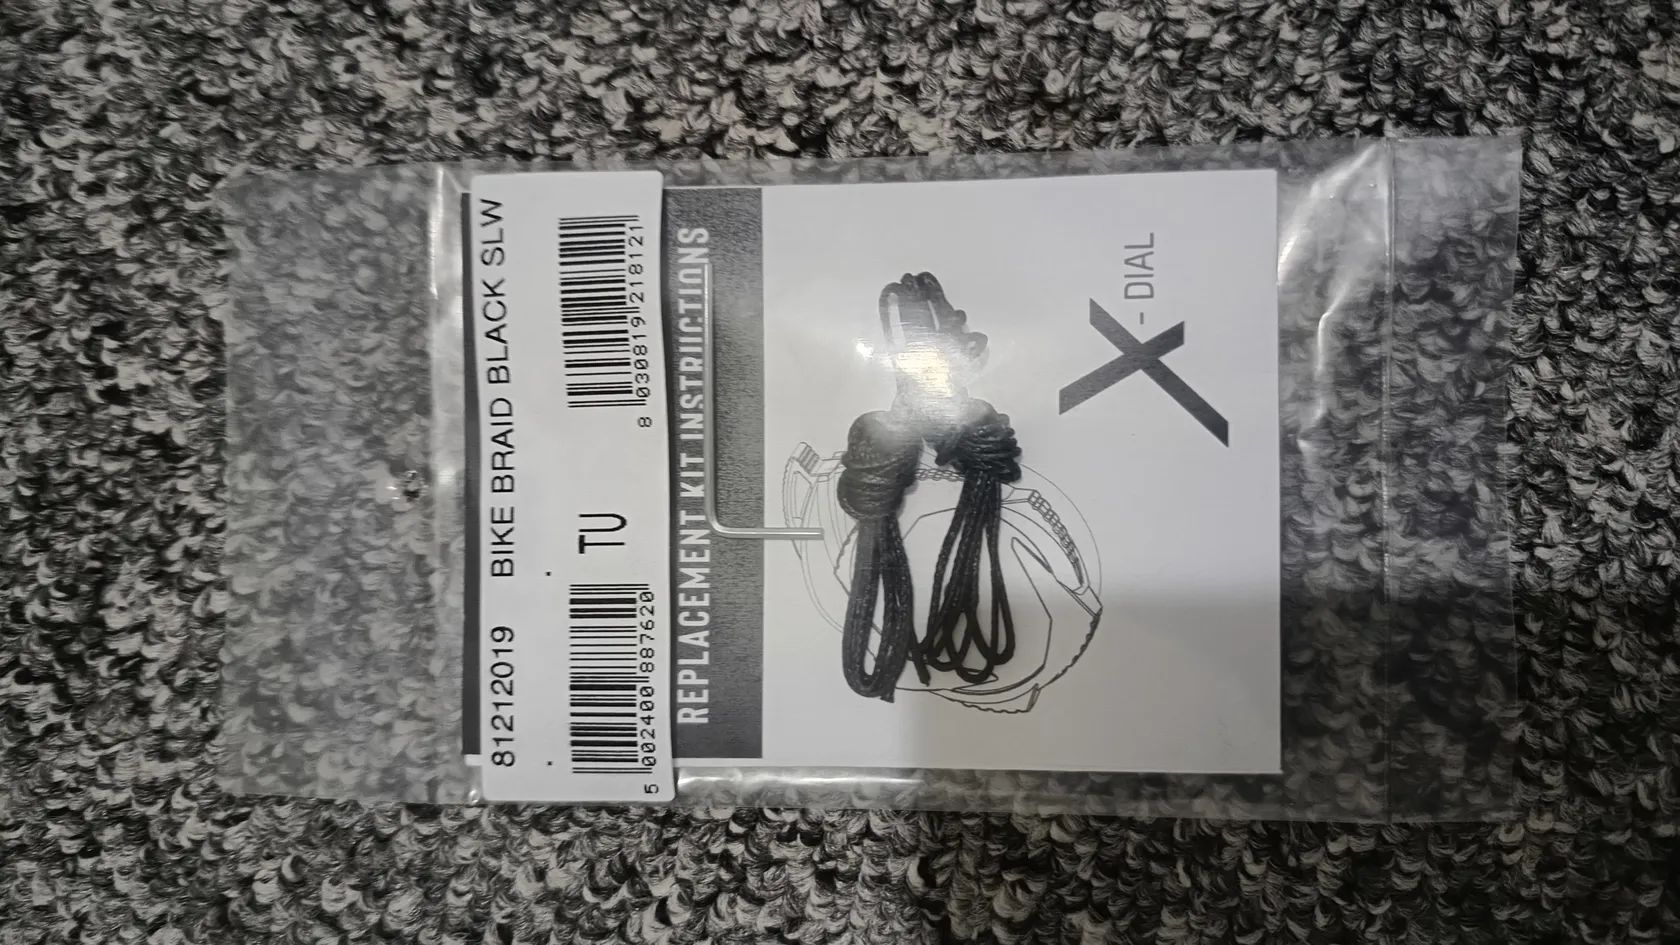 81212019 BIKE BRAID BLACK SLW
5 002400 887620
TU
8 030819 218121
REPLACEMENT KIT INSTRUCTIONS
X - DIAL